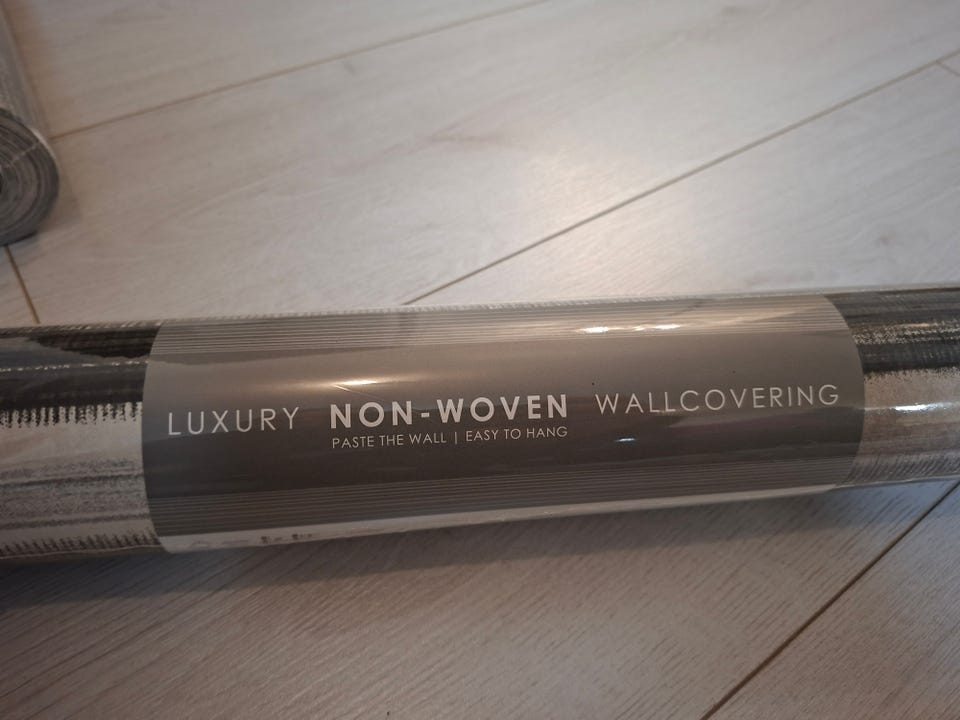 LUXURY NON-WOVEN WALLCOVERING
PASTE THE WALL | EASY TO HANG